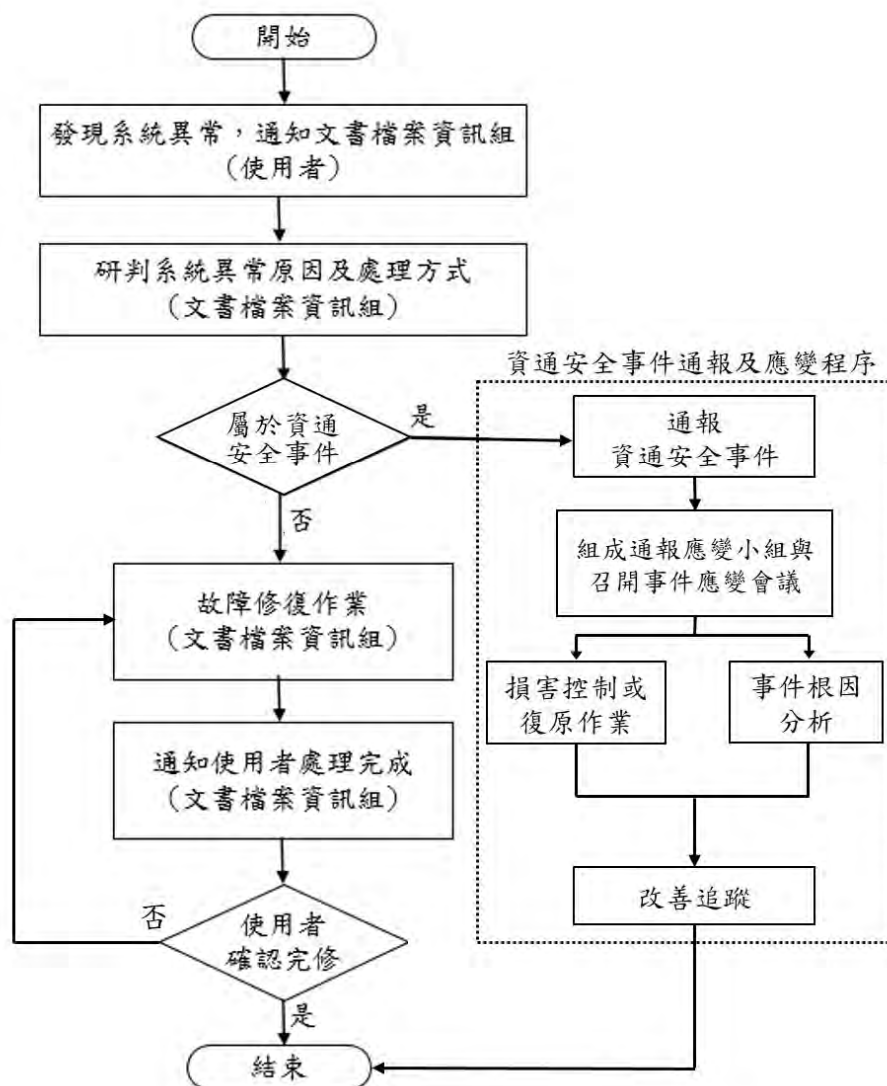 開始
發現系統異常，通知文書檔案資訊組
(使用者)
研判系統異常原因及處理方式
(文書檔案資訊組)
屬於資通
安全事件
是
否
故障修復作業
(文書檔案資訊組)
通知使用者處理完成
(文書檔案資訊組)
使用者
確認完修
否
是
結束
資通安全事件通報及應變程序
通報
資通安全事件
組成通報應變小組與
召開事件應變會議
損害控制或
復原作業
事件根因
分析
改善追蹤